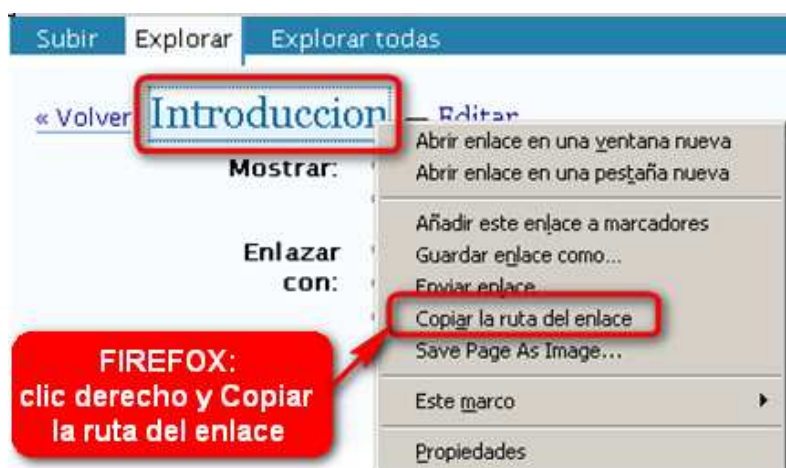 Subir Explorar Explorar todas
« Volver Introduccion — Editar
Abrir enlace en una ventana nueva
Mostrar:
Abrir enlace en una pestaña nueva
Añadir este enlace a marcadores
Enlazar
con:
Guardar enlace como...
Enviar enlace...
Copiar la ruta del enlace
Save Page As Image...
Este marco
Propiedades
FIREFOX:
clic derecho y Copiar
la ruta del enlace